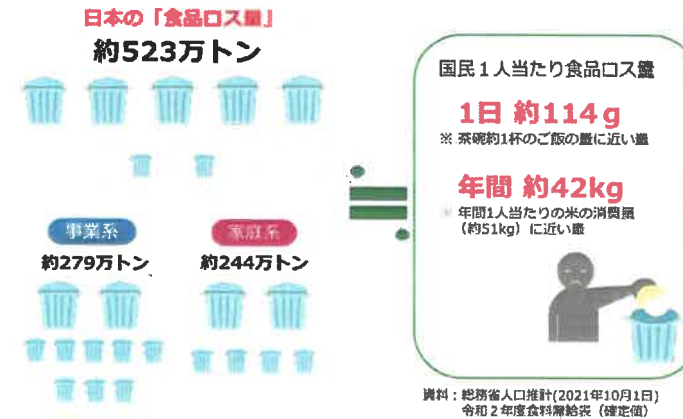 日本の「食品ロス量」
約523万トン
事業系
約279万トン
家庭系
約244万トン
国民1人当たり食品ロス量
1日 約114g
※ 茶碗約1杯のご飯の量に近い量
年間 約42kg
※ 年間1人当たりの米の消費量
(約51kg)に近い量
資料：総務省人口推計(2021年10月1日)
令和2年度食料需給表（確定値）